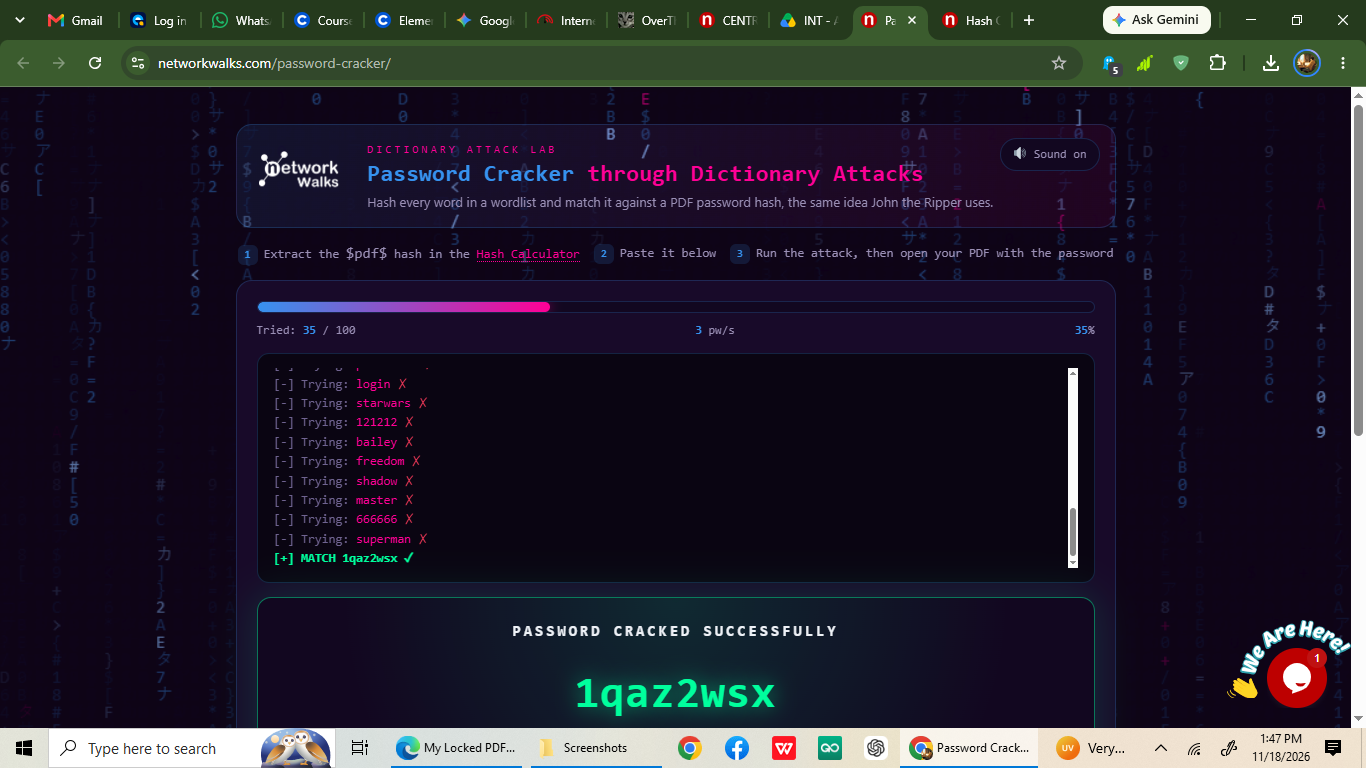 Gmail
Log in
Whats
Course
Eleme
Google
Intern
OverTh
CENTR
INT - A
Pa
Hash C
Ask Gemini
networkwalks.com/password-cracker/
5
network
Walks
DICTIONARY ATTACK LAB
Password Cracker through Dictionary Attacks
Hash every word in a wordlist and match it against a PDF password hash, the same idea John the Ripper uses.
Sound on
1 Extract the $pdf$ hash in the Hash Calculator 2 Paste it below 3 Run the attack, then open your PDF with the password
Tried: 35 / 100
3 pw/s
35%
[-] Trying: login ✗
[-] Trying: starwars ✗
[-] Trying: 121212 ✗
[-] Trying: bailey ✗
[-] Trying: freedom ✗
[-] Trying: shadow ✗
[-] Trying: master ✗
[-] Trying: 666666 ✗
[-] Trying: superman ✗
[+] MATCH 1qaz2wsx ✓
PASSWORD CRACKED SUCCESSFULLY
1qaz2wsx
We Are Here!
1
Type here to search
My Locked PDF...
Screenshots
Password Crack...
UV
Very...
1:47 PM
11/18/2026